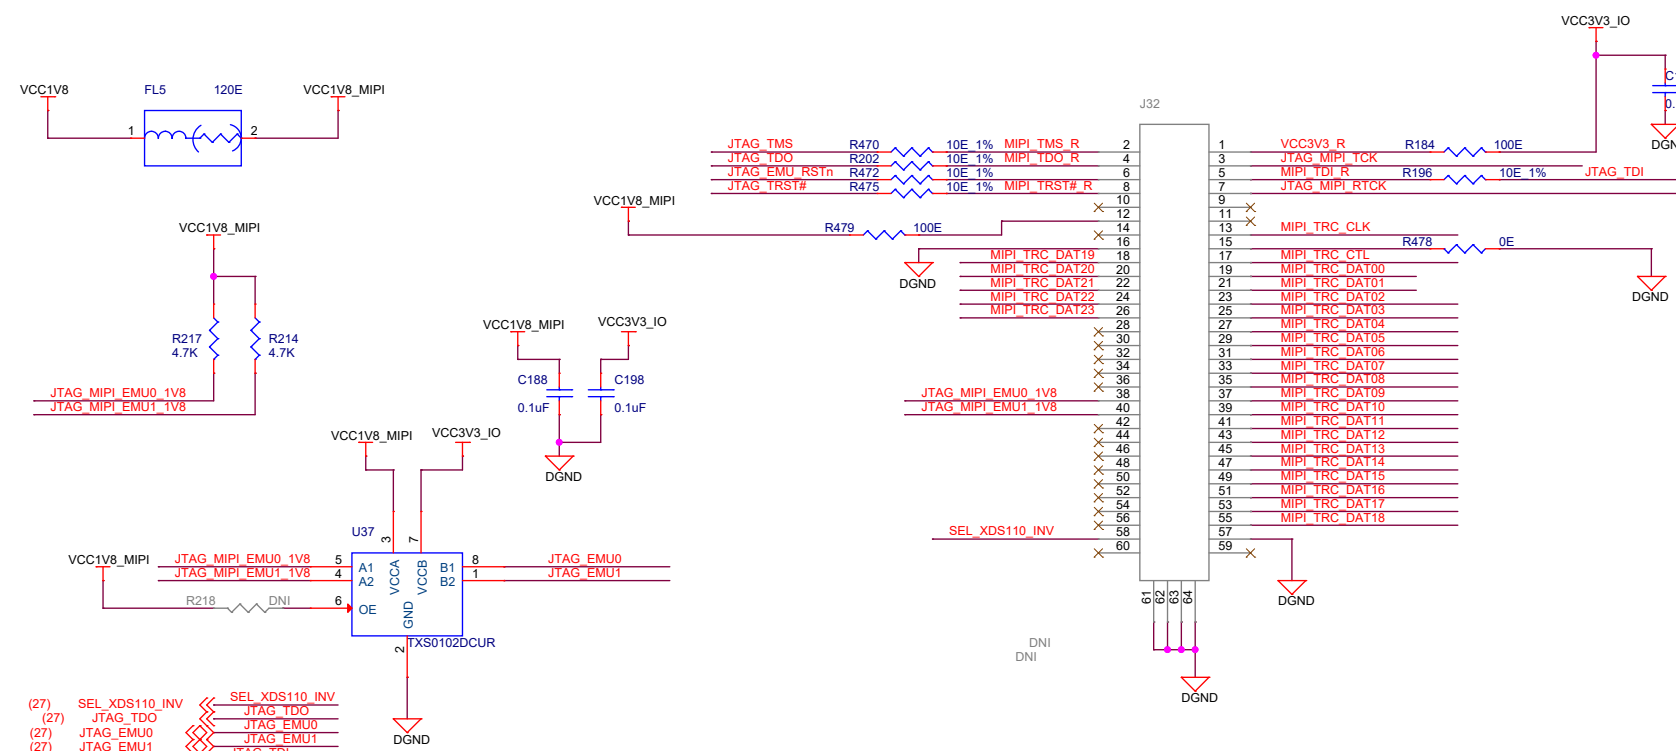 VCC3V3_IO
VCC1V8 FL5 120E VCC1V8_MIPI
1 2
J32
JTAG_TMS R470 10E_1% MIPI_TMS_R 2 1 VCC3V3_R R184 100E
JTAG_TDO R202 10E_1% MIPI_TDO_R 4 3 JTAG_MIPI_TCK
JTAG_EMU_RSTn R472 10E_1% 6 5 MIPI_TDI_R R196 10E_1% JTAG_TDI
JTAG_TRST# R475 10E_1% MIPI_TRST#_R 8 7 JTAG_MIPI_RTCK
VCC1V8_MIPI 10 9
12 11
R479 100E 14 13 MIPI_TRC_CLK
16 15 R478 0E
DGND
MIPI_TRC_DAT19 18 17 MIPI_TRC_CTL
MIPI_TRC_DAT20 20 19 MIPI_TRC_DAT00
MIPI_TRC_DAT21 22 21 MIPI_TRC_DAT01
MIPI_TRC_DAT22 24 23 MIPI_TRC_DAT02
MIPI_TRC_DAT23 26 25 MIPI_TRC_DAT03
DGND
28 27 MIPI_TRC_DAT04
30 29 MIPI_TRC_DAT05
32 31 MIPI_TRC_DAT06
34 33 MIPI_TRC_DAT07
36 35 MIPI_TRC_DAT08
JTAG_MIPI_EMU0_1V8 38 37 MIPI_TRC_DAT09
JTAG_MIPI_EMU1_1V8 40 39 MIPI_TRC_DAT10
42 41 MIPI_TRC_DAT11
44 43 MIPI_TRC_DAT12
46 45 MIPI_TRC_DAT13
48 47 MIPI_TRC_DAT14
50 49 MIPI_TRC_DAT15
52 51 MIPI_TRC_DAT16
54 53 MIPI_TRC_DAT17
56 55 MIPI_TRC_DAT18
SEL_XDS110_INV 58 57
60 59
61 62 63 64
DGND
DGND
DNI
DNI
VCC1V8_MIPI
R217 R214
4.7K 4.7K
JTAG_MIPI_EMU0_1V8
JTAG_MIPI_EMU1_1V8
VCC1V8_MIPI VCC3V3_IO
C188 C198
0.1uF 0.1uF
DGND
VCC1V8_MIPI VCC3V3_IO
U37 3 7
VCC1V8_MIPI JTAG_MIPI_EMU0_1V8 5 A1 VCCA VCCB B1 8 JTAG_EMU0
JTAG_MIPI_EMU1_1V8 4 A2 B2 1 JTAG_EMU1
R218 DNI 6 OE GND
2 TXS0102DCUR
DGND
(27) SEL_XDS110_INV SEL_XDS110_INV
(27) JTAG_TDO JTAG_TDO
(27) JTAG_EMU0 JTAG_EMU0
(27) JTAG_EMU1 JTAG_EMU1